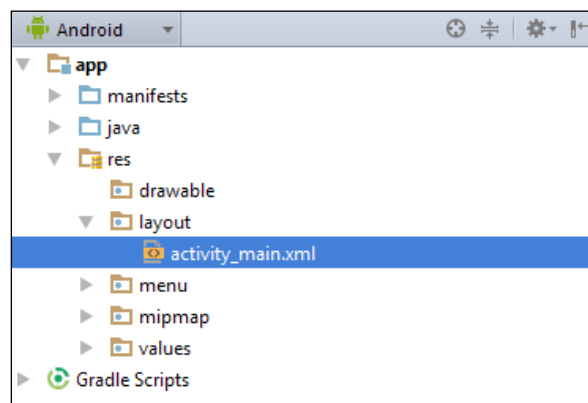 Android
app
manifests
java
res
drawable
layout
activity_main.xml
menu
mipmap
values
Gradle Scripts